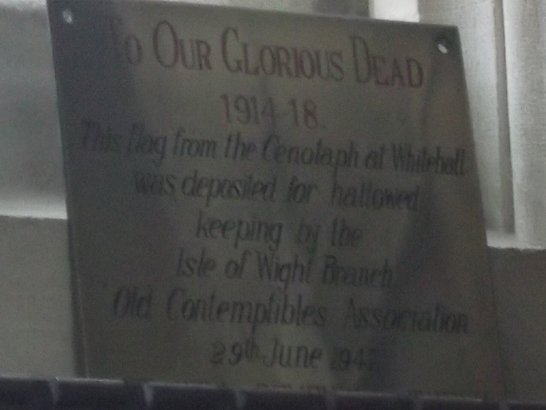 To Our Glorious Dead
1914-18.
This Flag from the Cenotaph at Whitehall
was deposited for hallowed
keeping by the
Isle of Wight Branch
Old Contemptibles Association
29th June